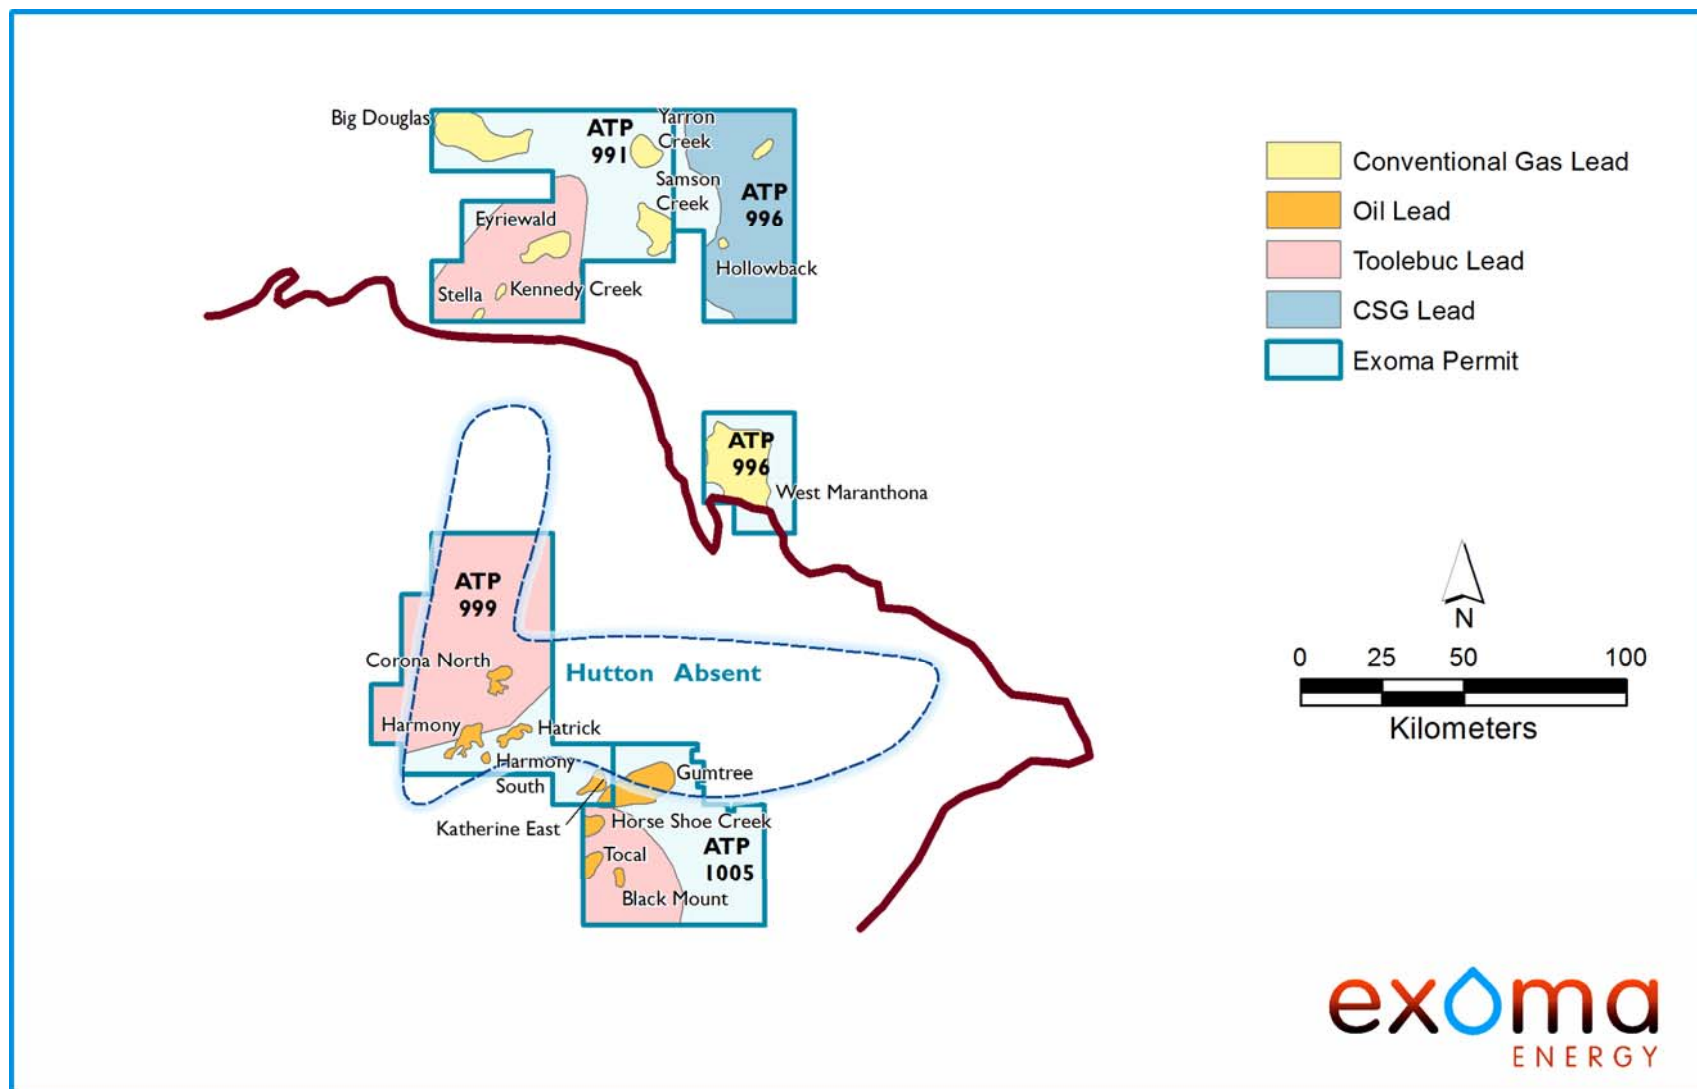 Big Douglas
ATP
991
Yarron
Creek
Samson
Creek
ATP
996
Eyriewald
Hollowback
Stella
Kennedy Creek
Conventional Gas Lead
Oil Lead
Toolebuc Lead
CSG Lead
Exoma Permit
ATP
996
West Maranthona
ATP
999
Corona North
Hutton Absent
Harmony
Hatrick
Harmony
South
Gumtree
Katherine East
Horse Shoe Creek
Tocal
ATP
1005
Black Mount
N
0 25 50 100
Kilometers
exoma
ENERGY